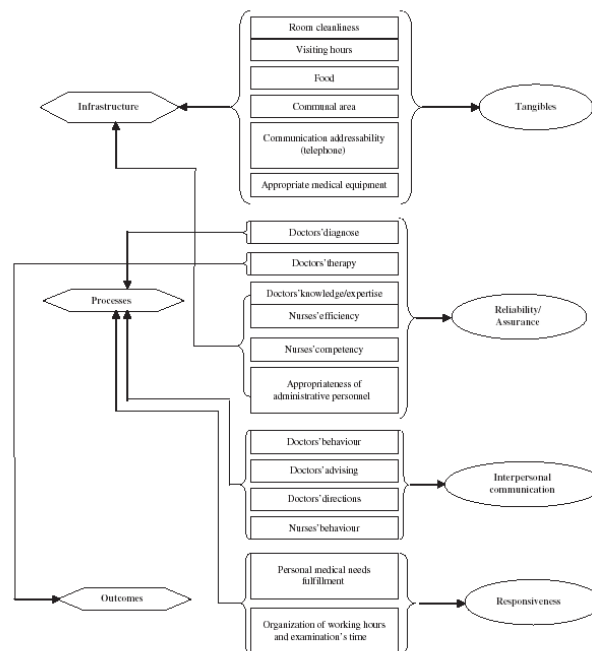 Room cleanliness
Visiting hours
Food
Infrastructure
Communal area
Tangibles
Communication addressability
(telephone)
Appropriate medical equipment
Doctors'diagnose
Doctors'therapy
Processes
Doctors'knowledge/expertise
Nurses'efficiency
Reliability/
Assurance
Nurses'competency
Appropriateness of
administrative personnel
Doctors'behaviour
Doctors'advising
Interpersonal
communication
Doctors'directions
Nurses'behaviour
Personal medical needs
fulfillment
Outcomes
Responsiveness
Organization of working hours
and examination's time